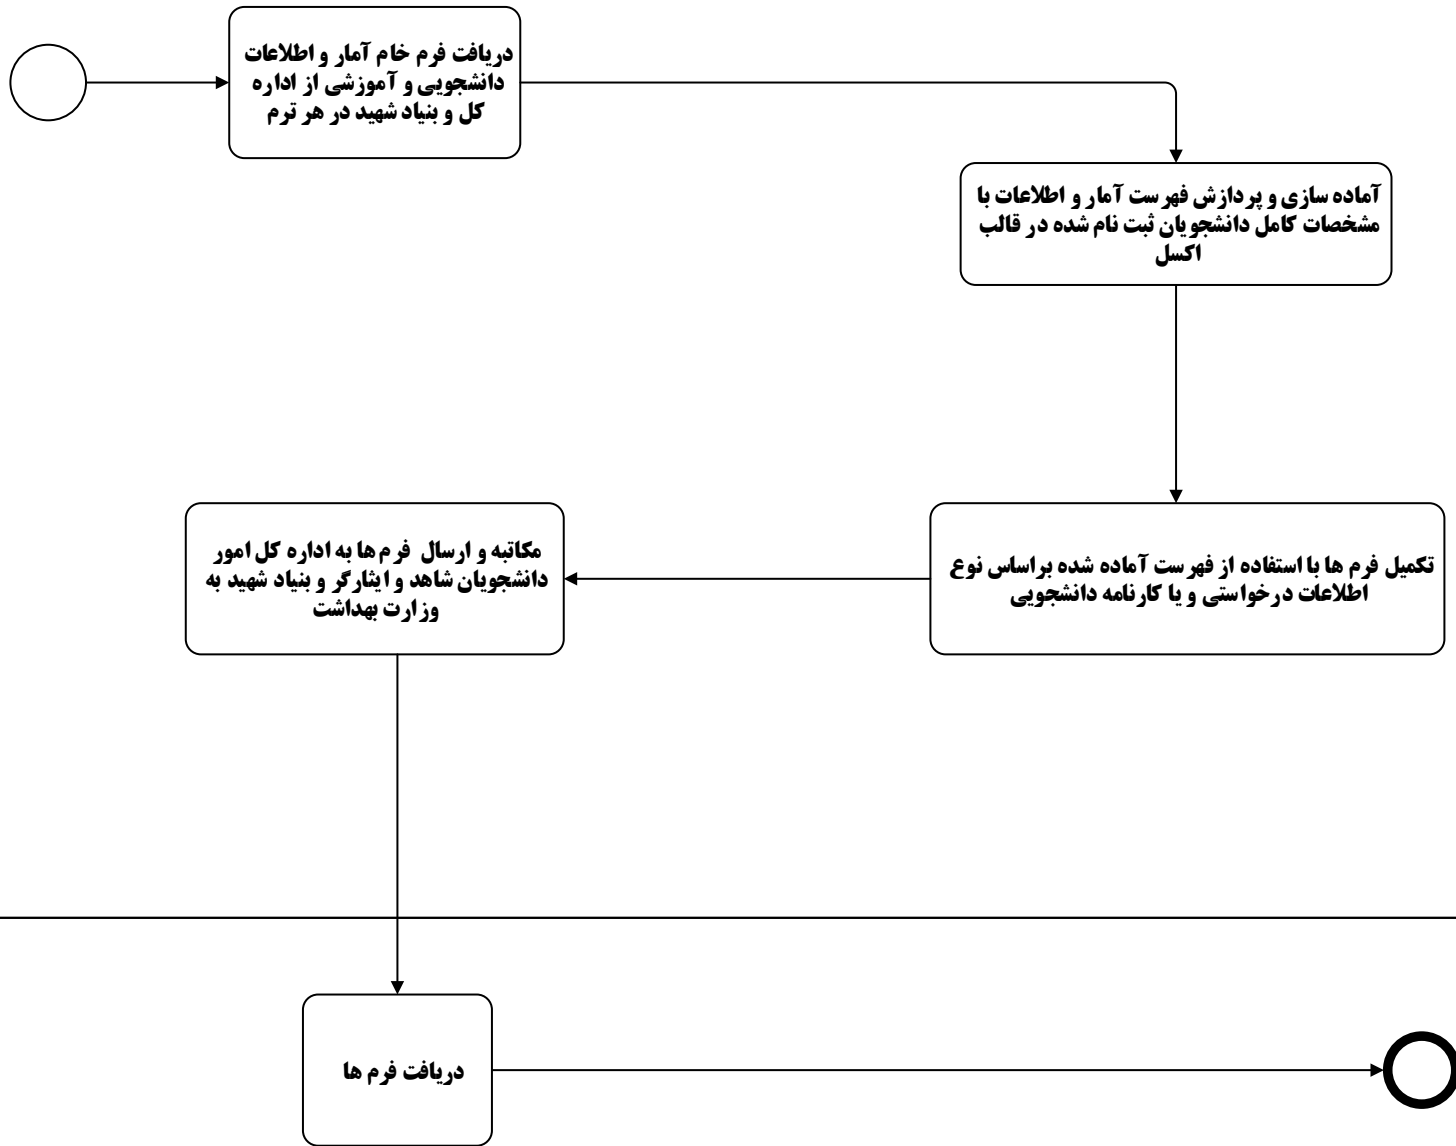 دریافت فرم خام آمار و اطلاعات
دانشجویی و آموزشی از اداره
کل و بنیاد شهید در هر ترم
آماده سازی و پردازش فهرست آمار و اطلاعات با
مشخصات کامل دانشجویان ثبت نام شده در قالب
اکسل
تکمیل فرم ها با استفاده از فهرست آماده شده براساس نوع
اطلاعات درخواستی و یا کارنامه دانشجویی
مکاتبه و ارسال فرم ها به اداره کل امور
دانشجویان شاهد و ایثارگر و بنیاد شهید به
وزارت بهداشت
دریافت فرم ها